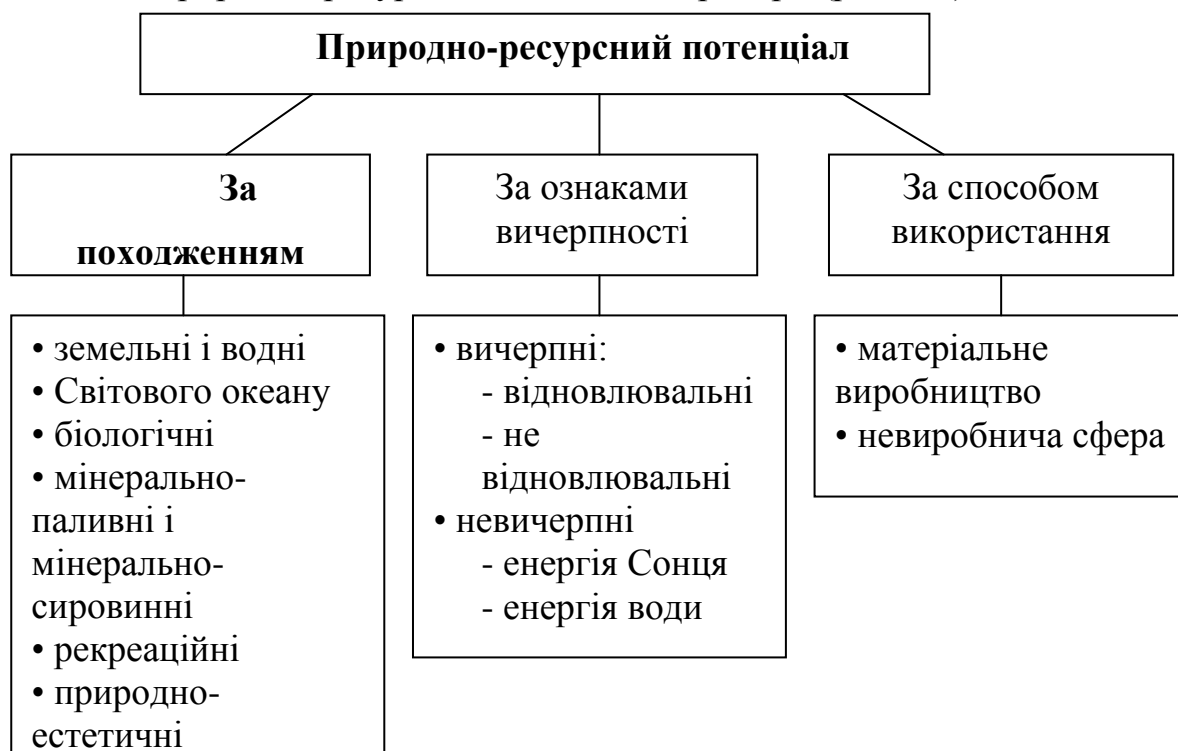 Природно-ресурсний потенціал
За
походженням
За ознаками
вичерпності
За способом
використання
• земельні і водні
• Світового океану
• біологічні
• мінерально-
паливні і
мінерально-
сировинні
• рекреаційні
• природно-
естетичні
• вичерпні:
- відновлювальні
- не
відновлювальні
• невичерпні
- енергія Сонця
- енергія води
• матеріальне
виробництво
• невиробнича сфера